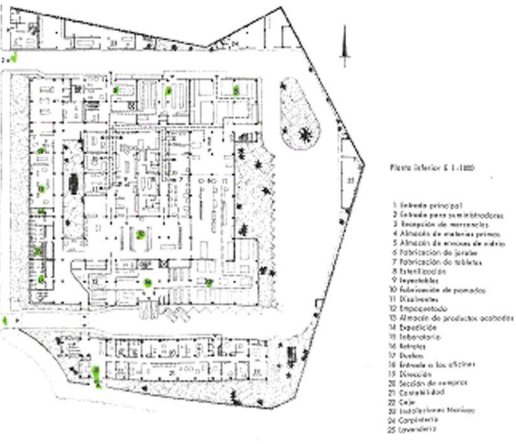 Planta inferior E 1:1000
1 Entrada principal
2 Entrada para suministradores
3 Recepción de mercancías
4 Almacén de materias primas
5 Almacén de envases de vidrio
6 Fabricación de jarabes
7 Fabricación de tabletas
8 Esterilización
9 Inyectables
10 Fabricación de pomadas
11 Disolventes
12 Empaquetado
13 Almacén de productos acabados
14 Expedición
15 Laboratorio
16 Retretes
17 Duchas
18 Entrada a las oficinas
19 Dirección
20 Sección de compras
21 Contabilidad
22 Caja
23 Instalaciones técnicas
24 Carpintería
25 Lavandería